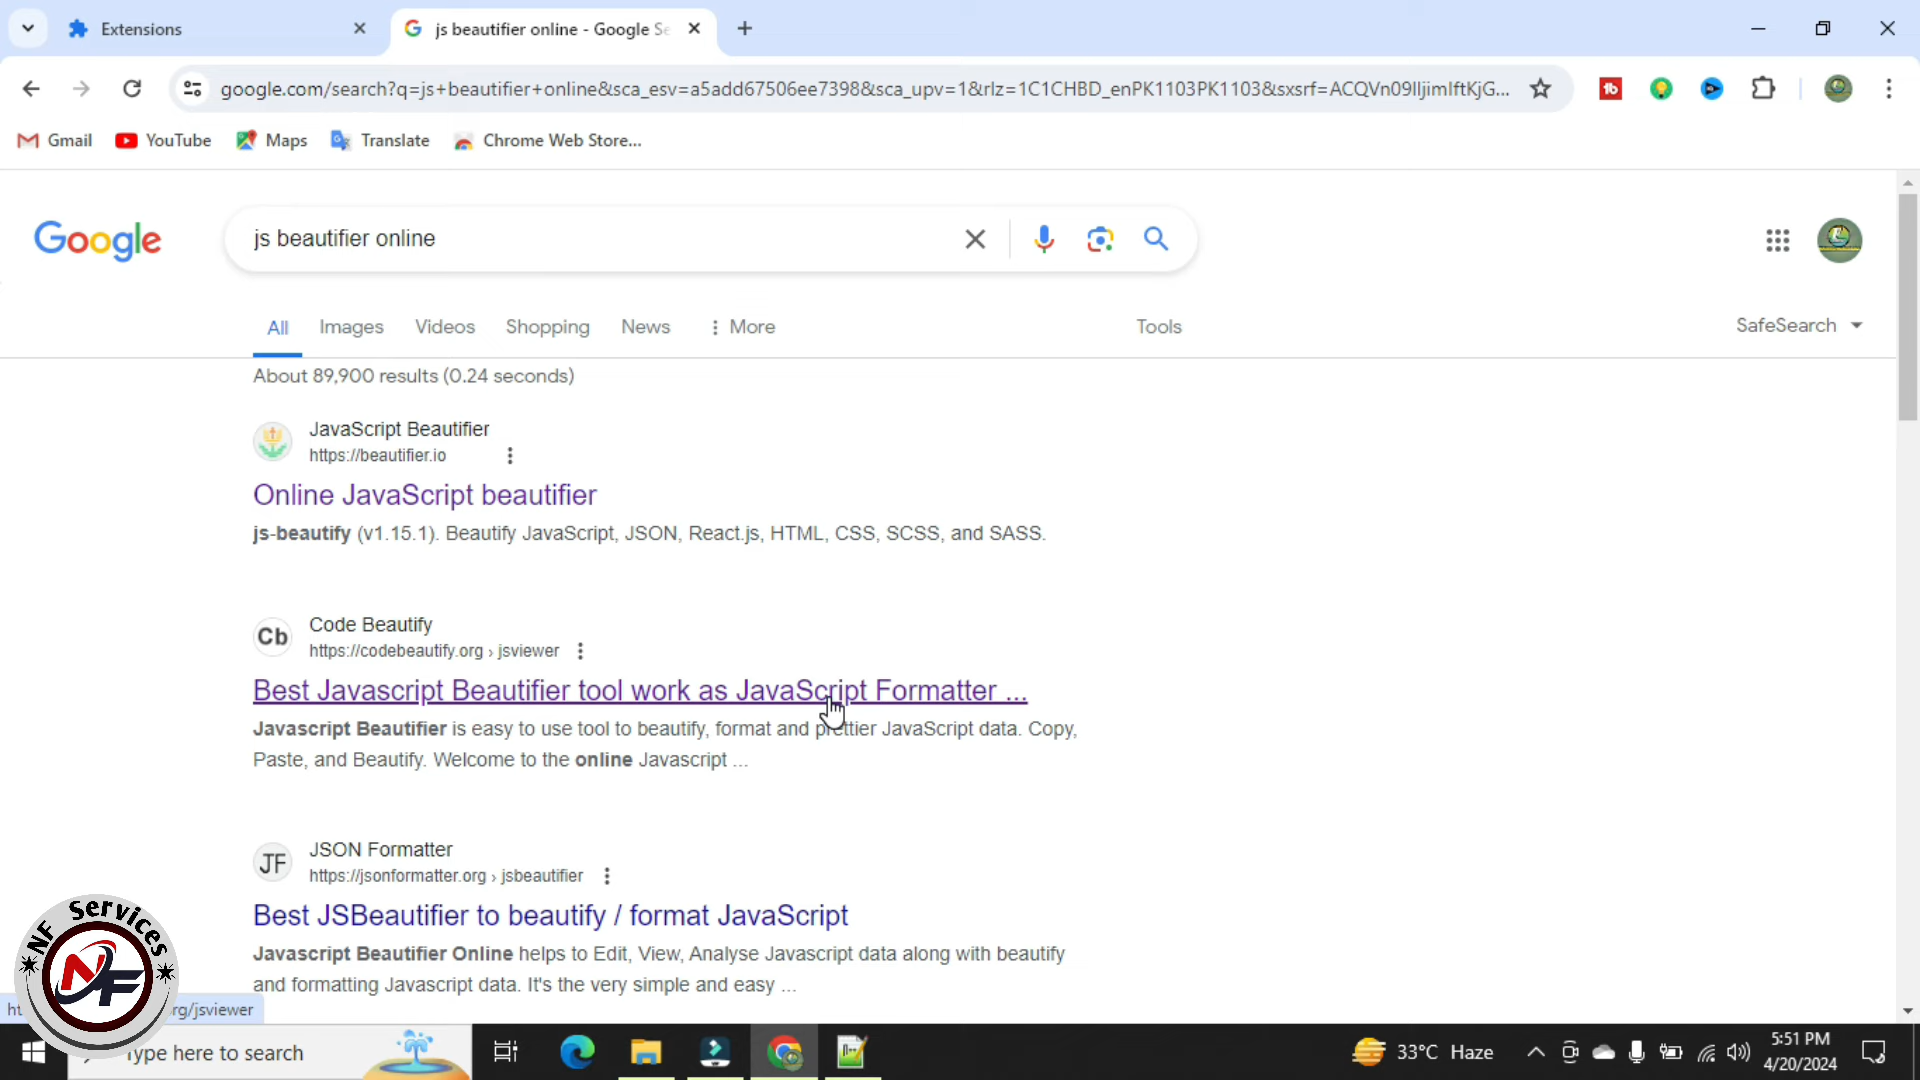 Extensions
js beautifier online - Google Se
google.com/search?q=js+beautifier+online&sca_esv=a5add67506ee7398&sca_upv=1&rlz=1C1CHBD_enPK1103PK1103&sxsrf=ACQVn09IIjimIftKjG...
Gmail
YouTube
Maps
Translate
Chrome Web Store...
Google
js beautifier online
All
Images
Videos
Shopping
News
More
Tools
SafeSearch
About 89,900 results (0.24 seconds)
JavaScript Beautifier
https://beautifier.io
Online JavaScript beautifier
js-beautify (v1.15.1). Beautify JavaScript, JSON, React.js, HTML, CSS, SCSS, and SASS.
Cb
Code Beautify
https://codebeautify.org › jsviewer
Best Javascript Beautifier tool work as JavaScript Formatter ...
Javascript Beautifier is easy to use tool to beautify, format and prettier JavaScript data. Copy,
Paste, and Beautify. Welcome to the online Javascript ...
JF
JSON Formatter
https://jsonformatter.org › jsbeautifier
Best JSBeautifier to beautify / format JavaScript
Javascript Beautifier Online helps to Edit, View, Analyse Javascript data along with beautify
and formatting Javascript data. It's the very simple and easy ...
NF Services
NF
rg/jsviewer
Type here to search
33°C Haze
5:51 PM
4/20/2024